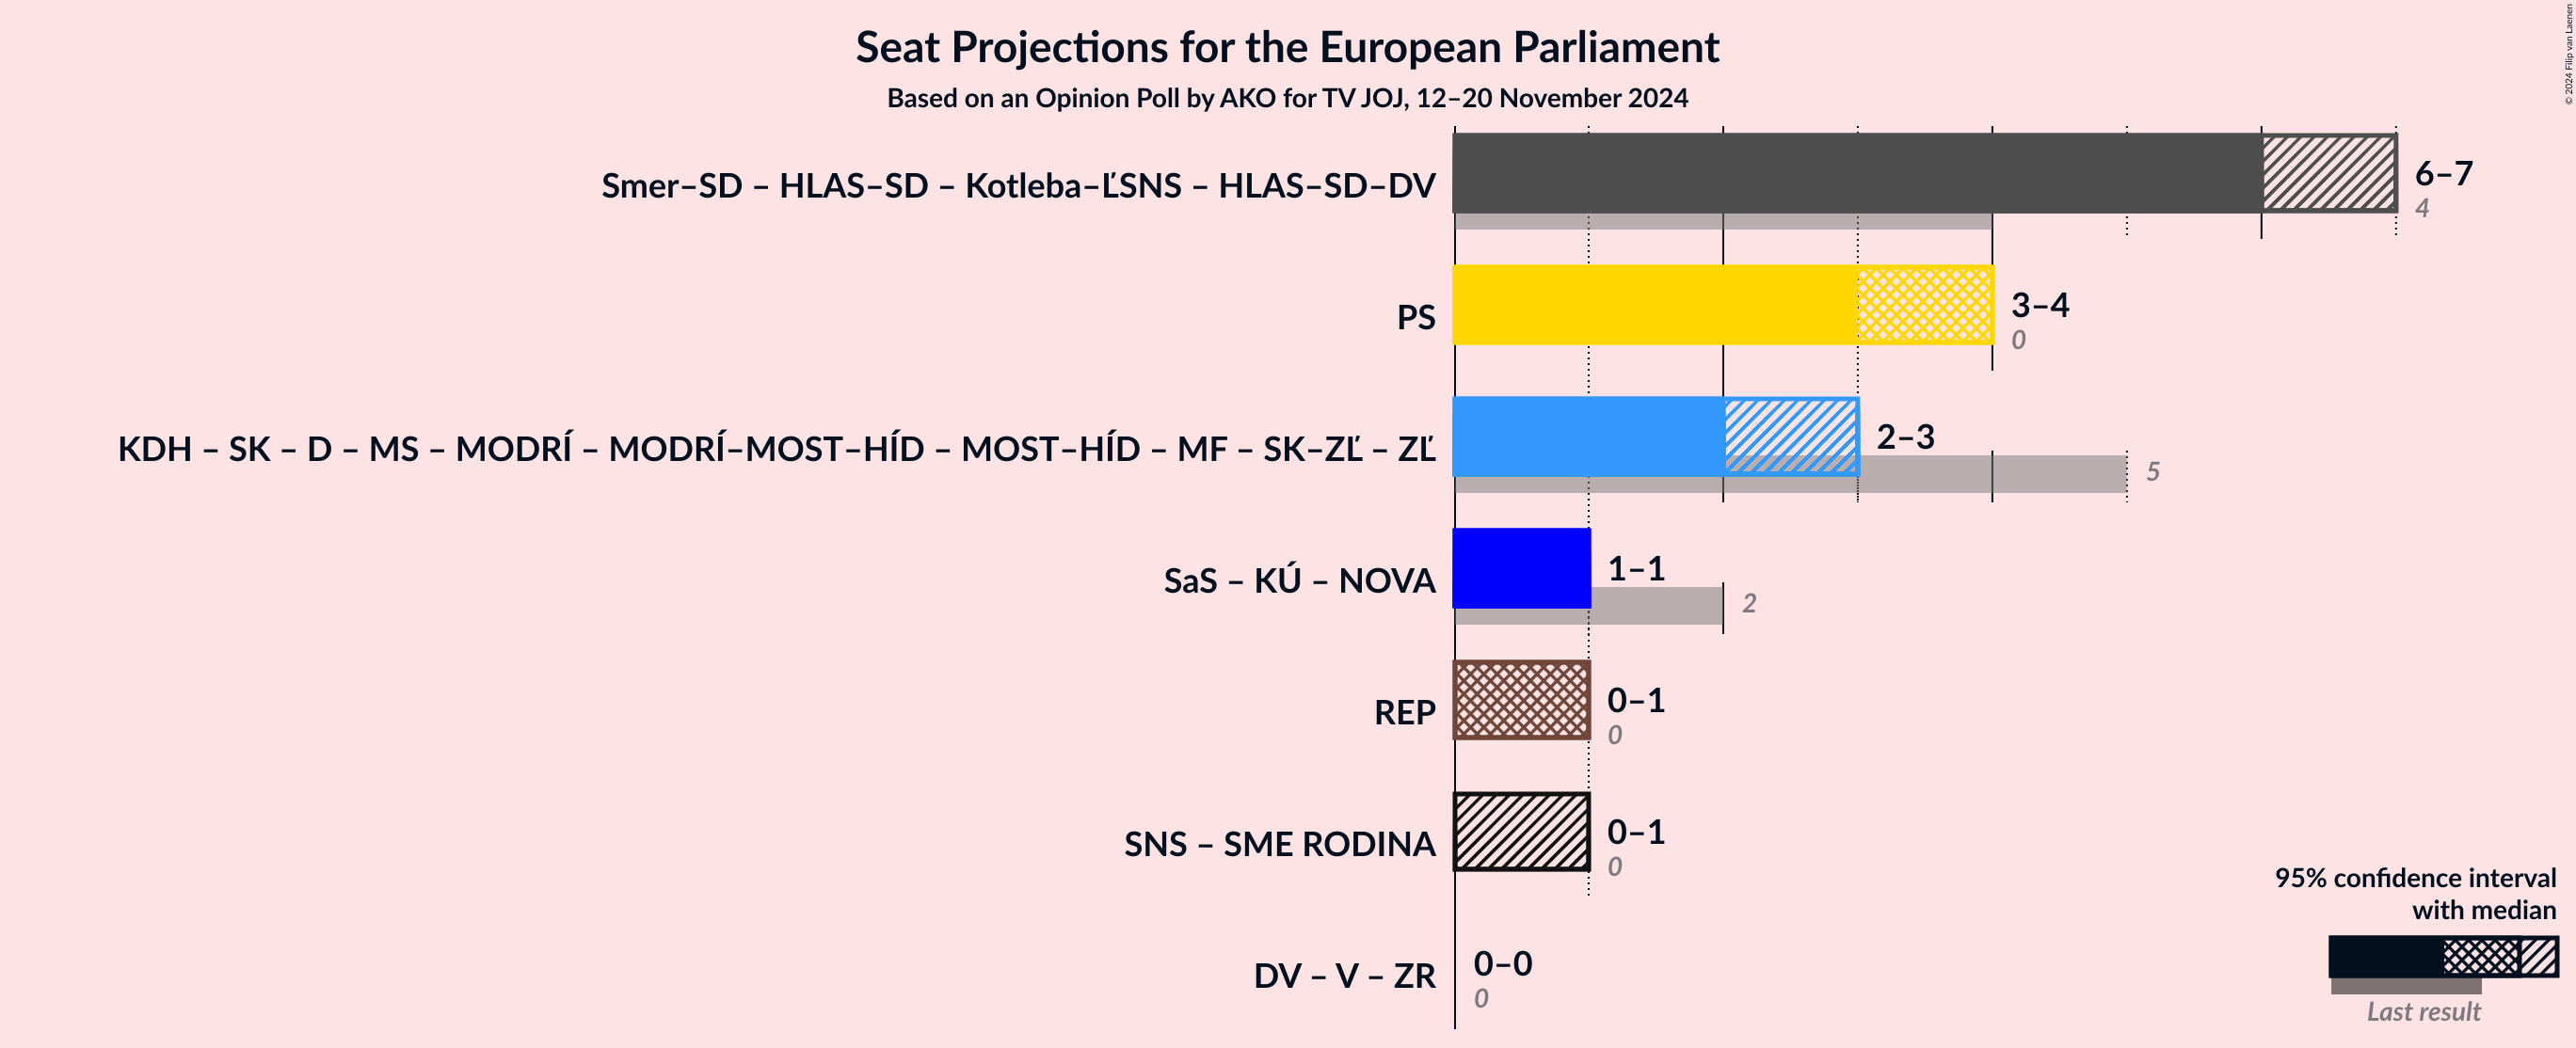 Seat Projections for the European Parliament
Based on an Opinion Poll by AKO for TV JOJ, 12–20 November 2024
© 2024 Filip van Laenen
Smer–SD – HLAS–SD – Kotleba–ĽSNS – HLAS–SD–DV
6–7
4
PS
3–4
0
KDH – SK – D – MS – MODRÍ – MODRÍ–MOST–HÍD – MOST–HÍD – MF – SK–ZĽ – ZĽ
2–3
5
SaS – KÚ – NOVA
1–1
2
REP
0–1
0
SNS – SME RODINA
0–1
0
DV – V – ZR
0–0
0
95% confidence interval
with median
Last result